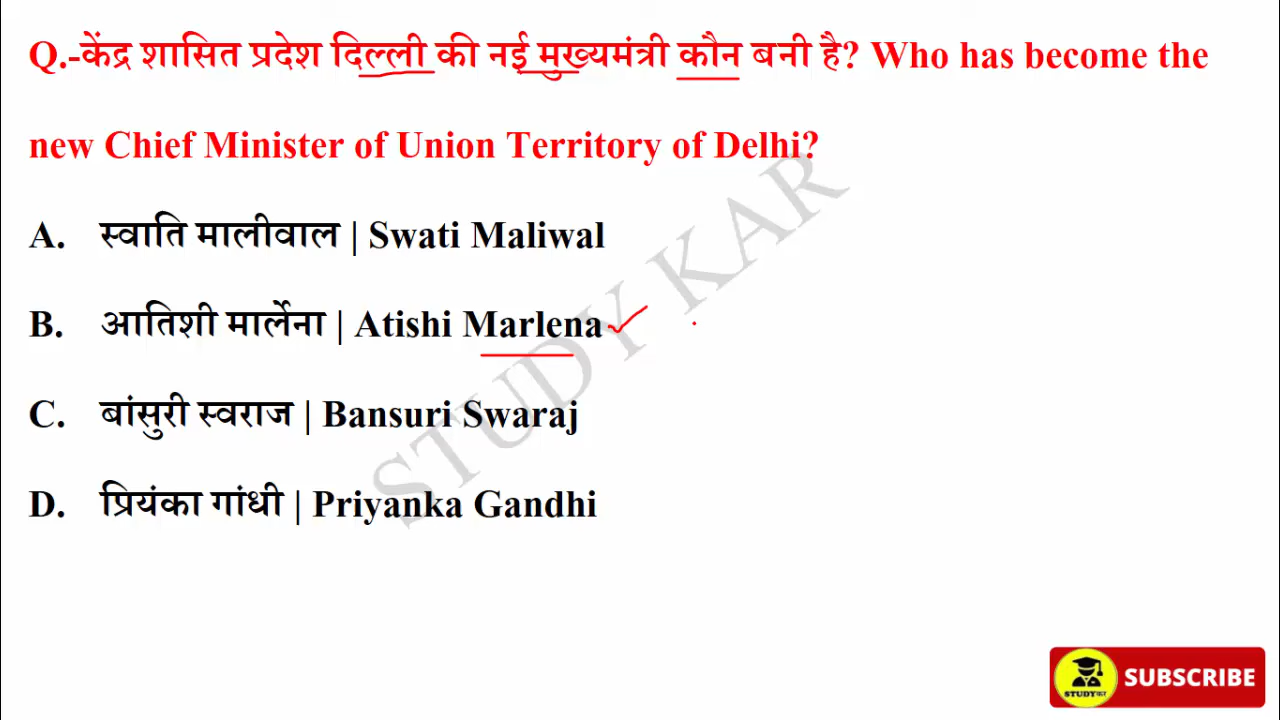 Q.-केंद्र शासित प्रदेश दिल्ली की नई मुख्यमंत्री कौन बनी है? Who has become the
new Chief Minister of Union Territory of Delhi?
A. स्वाति मालीवाल | Swati Maliwal
B. आतिशी मार्लेना | Atishi Marlena
C. बांसुरी स्वराज | Bansuri Swaraj
D. प्रियंका गांधी | Priyanka Gandhi
STUDY KAR
STUDYकर
SUBSCRIBE